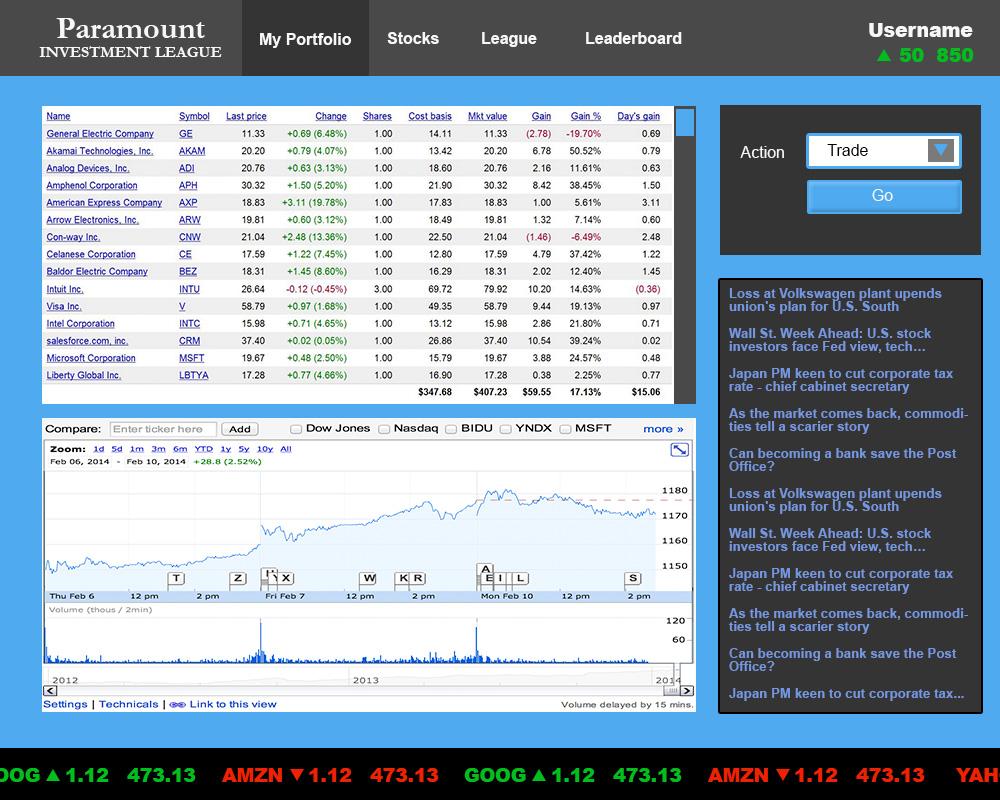 Paramount
INVESTMENT LEAGUE
My Portfolio
Stocks
League
Leaderboard
Username
▲ 50 850
Name Symbol Last price Change Shares Cost basis Mkt value Gain Gain % Day's gain
General Electric Company GE 11.33 +0.69 (6.48%) 1.00 14.11 11.33 (2.78) -19.70% 0.69
Akamai Technologies, Inc. AKAM 20.20 +0.79 (4.07%) 1.00 13.42 20.20 6.78 50.52% 0.79
Analog Devices, Inc. ADI 20.76 +0.63 (3.13%) 1.00 18.60 20.76 2.16 11.61% 0.63
Amphenol Corporation APH 30.32 +1.50 (5.20%) 1.00 21.90 30.32 8.42 38.45% 1.50
American Express Company AXP 18.83 +3.11 (19.78%) 1.00 17.83 18.83 1.00 5.61% 3.11
Arrow Electronics, Inc. ARW 19.81 +0.60 (3.12%) 1.00 18.49 19.81 1.32 7.14% 0.60
Con-way Inc. CNW 21.04 +2.48 (13.36%) 1.00 22.50 21.04 (1.46) -6.49% 2.48
Celanese Corporation CE 17.59 +1.22 (7.45%) 1.00 12.80 17.59 4.79 37.42% 1.22
Baldor Electric Company BEZ 18.31 +1.45 (8.60%) 1.00 16.29 18.31 2.02 12.40% 1.45
Intuit Inc. INTU 26.64 -0.12 (-0.45%) 3.00 69.72 79.92 10.20 14.63% (0.36)
Visa Inc. V 58.79 +0.97 (1.68%) 1.00 49.35 58.79 9.44 19.13% 0.97
Intel Corporation INTC 15.98 +0.71 (4.65%) 1.00 13.12 15.98 2.86 21.80% 0.71
salesforce.com, inc. CRM 37.40 +0.02 (0.05%) 1.00 26.86 37.40 10.54 39.24% 0.02
Microsoft Corporation MSFT 19.67 +0.48 (2.50%) 1.00 15.79 19.67 3.88 24.57% 0.48
Liberty Global Inc. LBTYA 17.28 +0.77 (4.66%) 1.00 16.90 17.28 0.38 2.25% 0.77
$347.68 $407.23 $59.55 17.13% $15.06
Action
Trade
Go
Compare: Enter ticker here Add Dow Jones Nasdaq BIDU YNDX MSFT more »
Zoom: 1d 5d 1m 3m 6m YTD 1y 5y 10y All
Feb 06, 2014 - Feb 10, 2014 +28.8 (2.52%)
1180
1170
1160
1150
T Z Y X W K R A E I L S
Thu Feb 6 12 pm 2 pm Fri Feb 7 12 pm 2 pm Mon Feb 10 12 pm 2 pm
Volume (thous / 2min)
120
60
2012 2013 2014
Settings | Technicals | Link to this view Volume delayed by 15 mins.
Loss at Volkswagen plant upends
union's plan for U.S. South
Wall St. Week Ahead: U.S. stock
investors face Fed view, tech...
Japan PM keen to cut corporate tax
rate - chief cabinet secretary
As the market comes back, commodi-
ties tell a scarier story
Can becoming a bank save the Post
Office?
Loss at Volkswagen plant upends
union's plan for U.S. South
Wall St. Week Ahead: U.S. stock
investors face Fed view, tech...
Japan PM keen to cut corporate tax
rate - chief cabinet secretary
As the market comes back, commodi-
ties tell a scarier story
Can becoming a bank save the Post
Office?
Japan PM keen to cut corporate tax...
OOG ▲ 1.12 473.13 AMZN ▼ 1.12 473.13 GOOG ▲ 1.12 473.13 AMZN ▼ 1.12 473.13 YAH